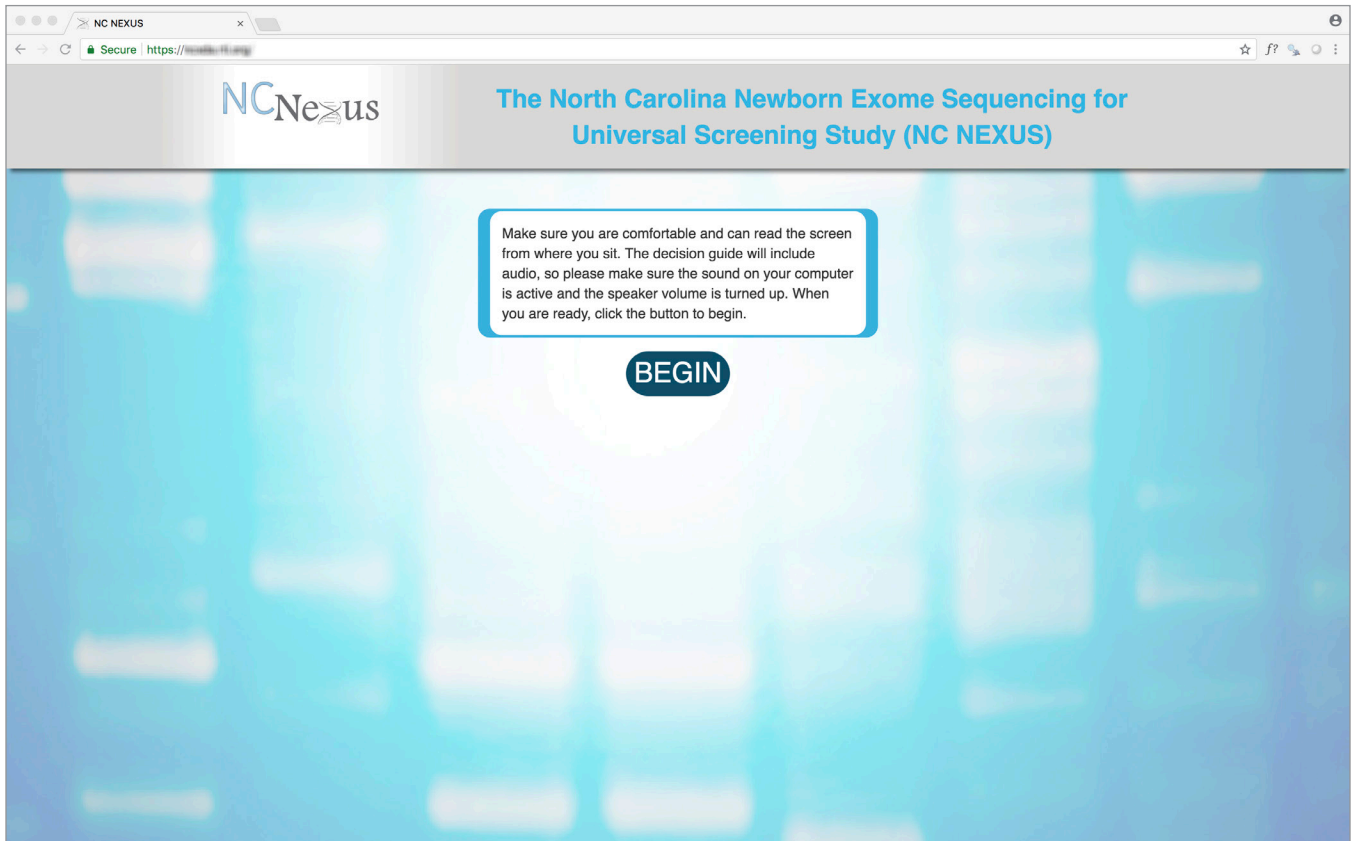 NC NEXUS
Secure https://
f?
NCNexus
The North Carolina Newborn Exome Sequencing for
Universal Screening Study (NC NEXUS)
Make sure you are comfortable and can read the screen
from where you sit. The decision guide will include
audio, so please make sure the sound on your computer
is active and the speaker volume is turned up. When
you are ready, click the button to begin.
BEGIN